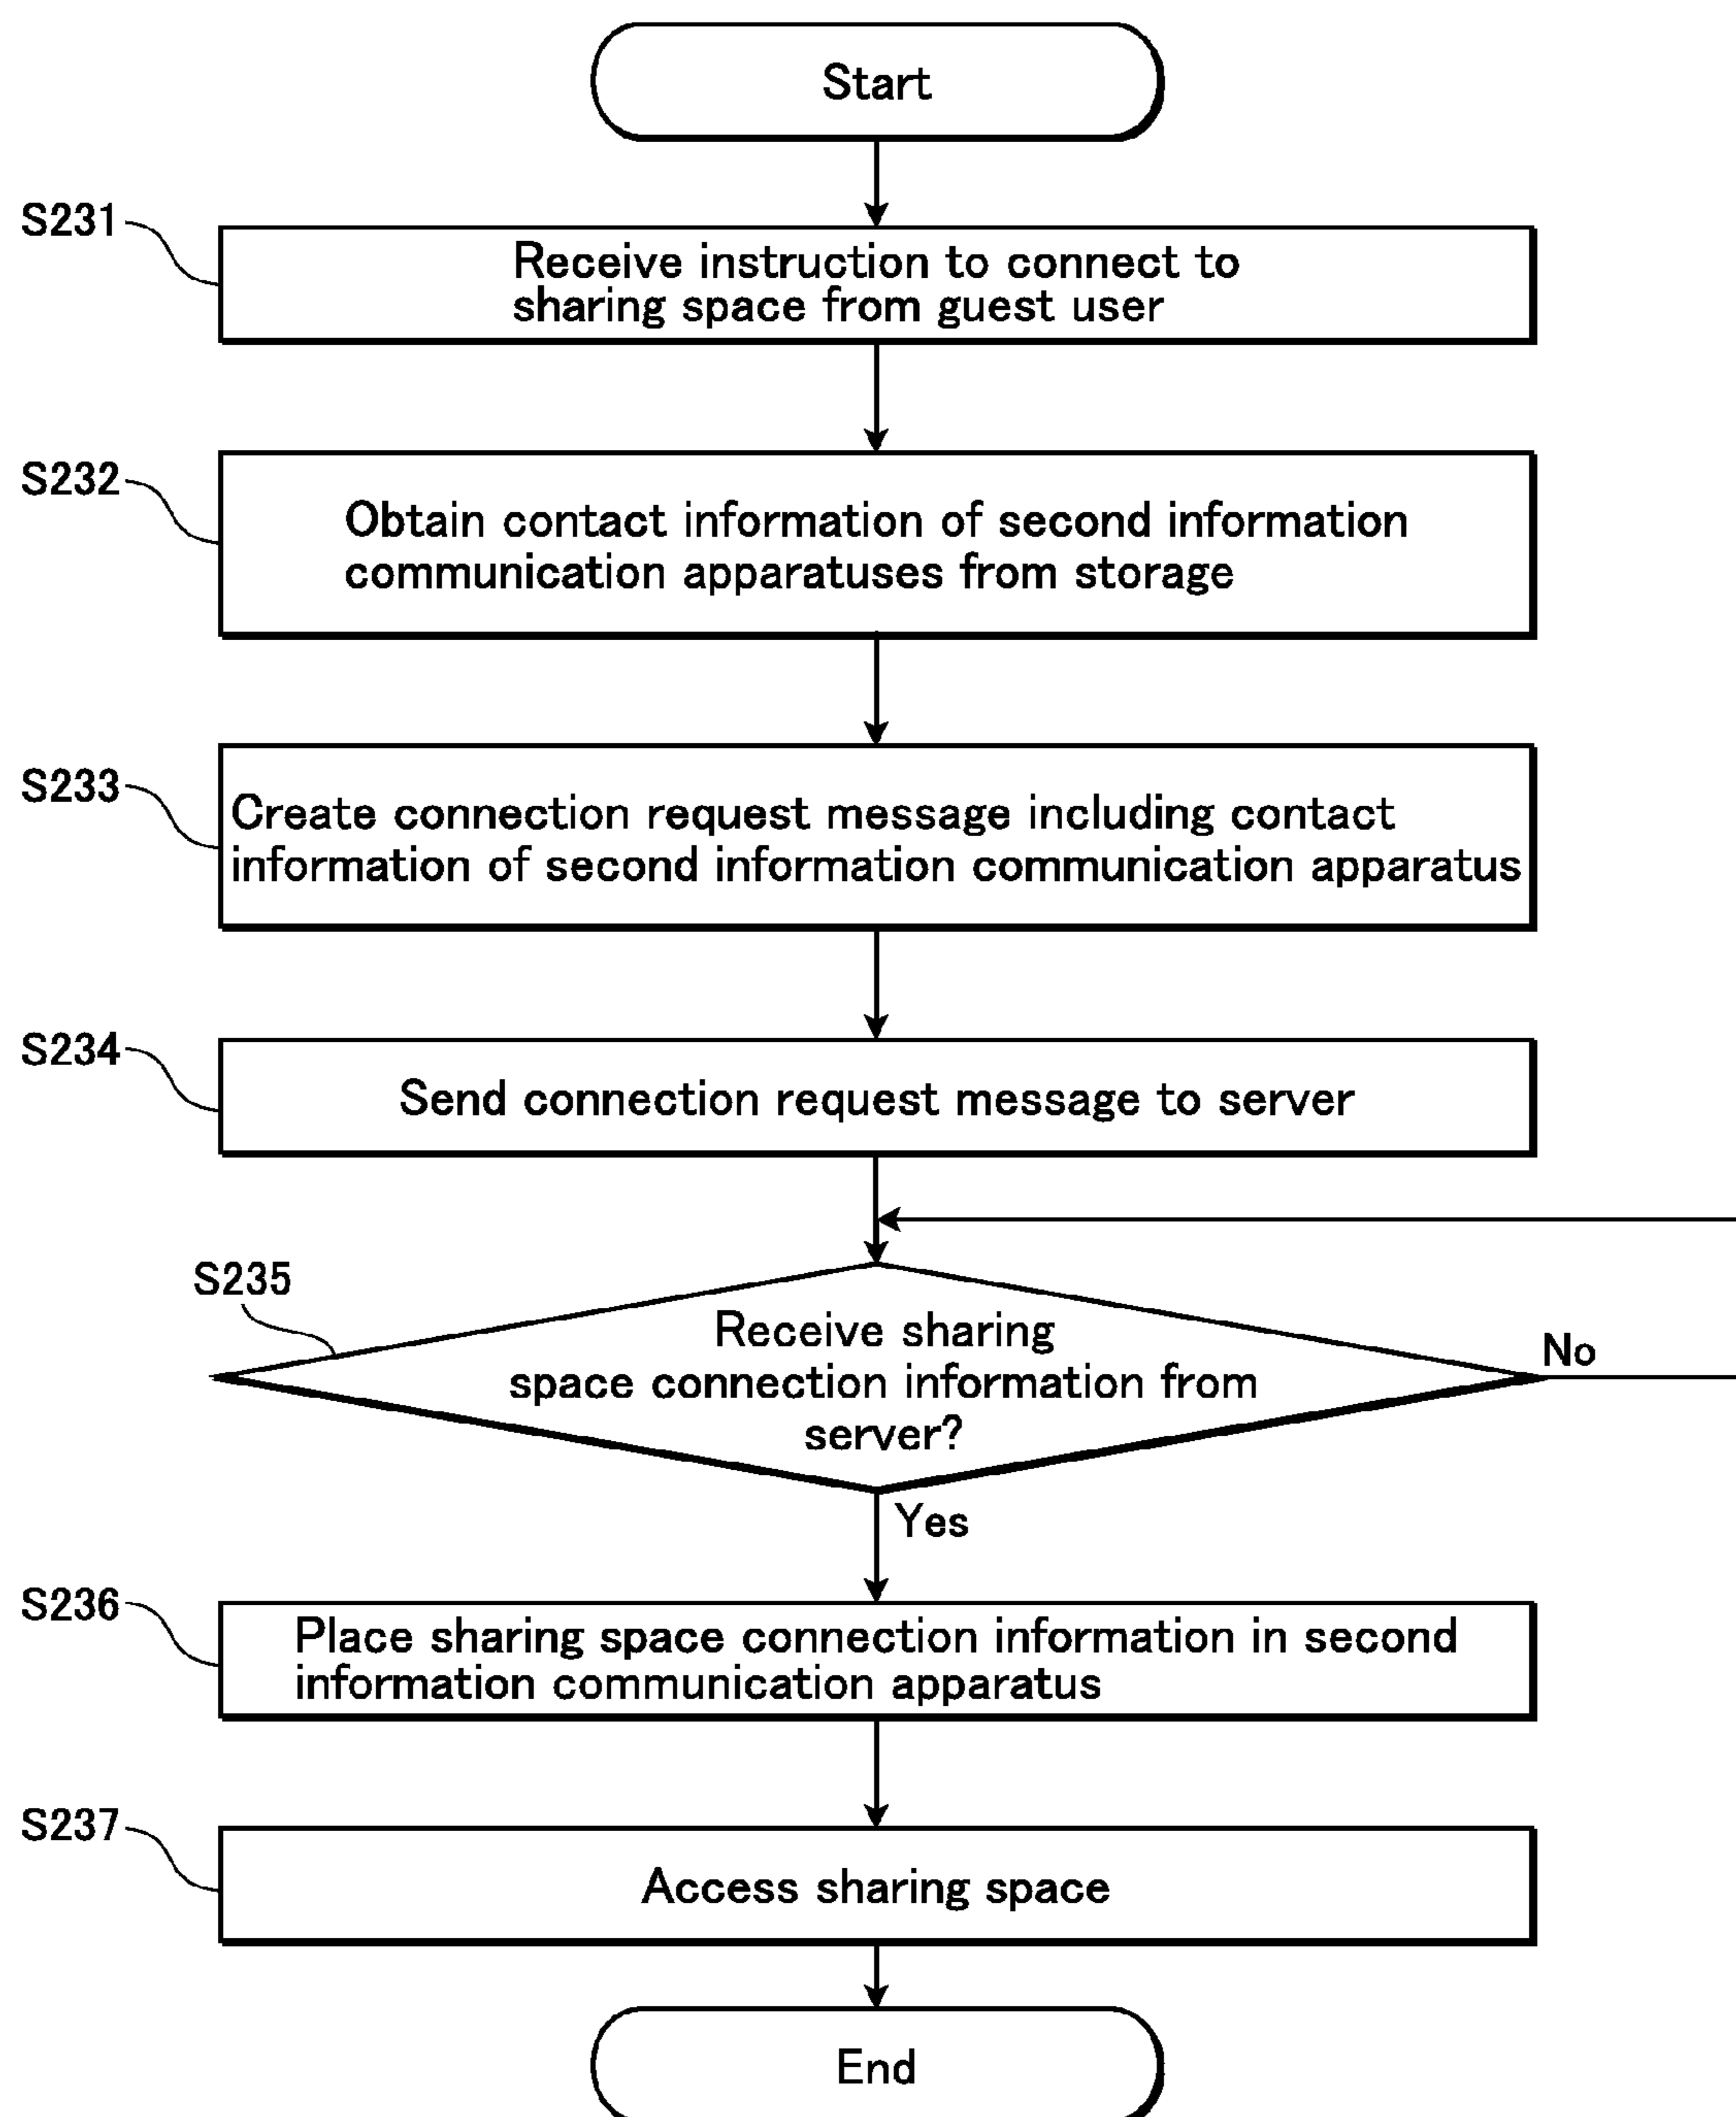 Start
S231
Receive instruction to connect to
sharing space from guest user
S232
Obtain contact information of second information
communication apparatuses from storage
S233
Create connection request message including contact
information of second information communication apparatus
S234
Send connection request message to server
S235
Receive sharing
space connection information from
server?
No
Yes
S236
Place sharing space connection information in second
information communication apparatus
S237
Access sharing space
End